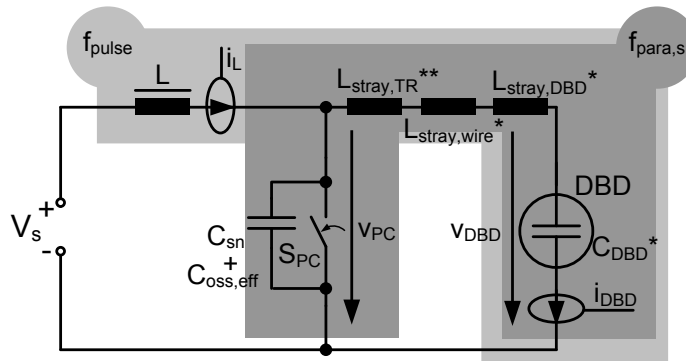 f_pulse
f_para,s
i_L
L
L_stray,TR**
L_stray,DBD*
L_stray,wire*
V_s
+
-
C_sn
+
C_oss,eff
S_PC
v_PC
v_DBD
DBD
C_DBD*
i_DBD